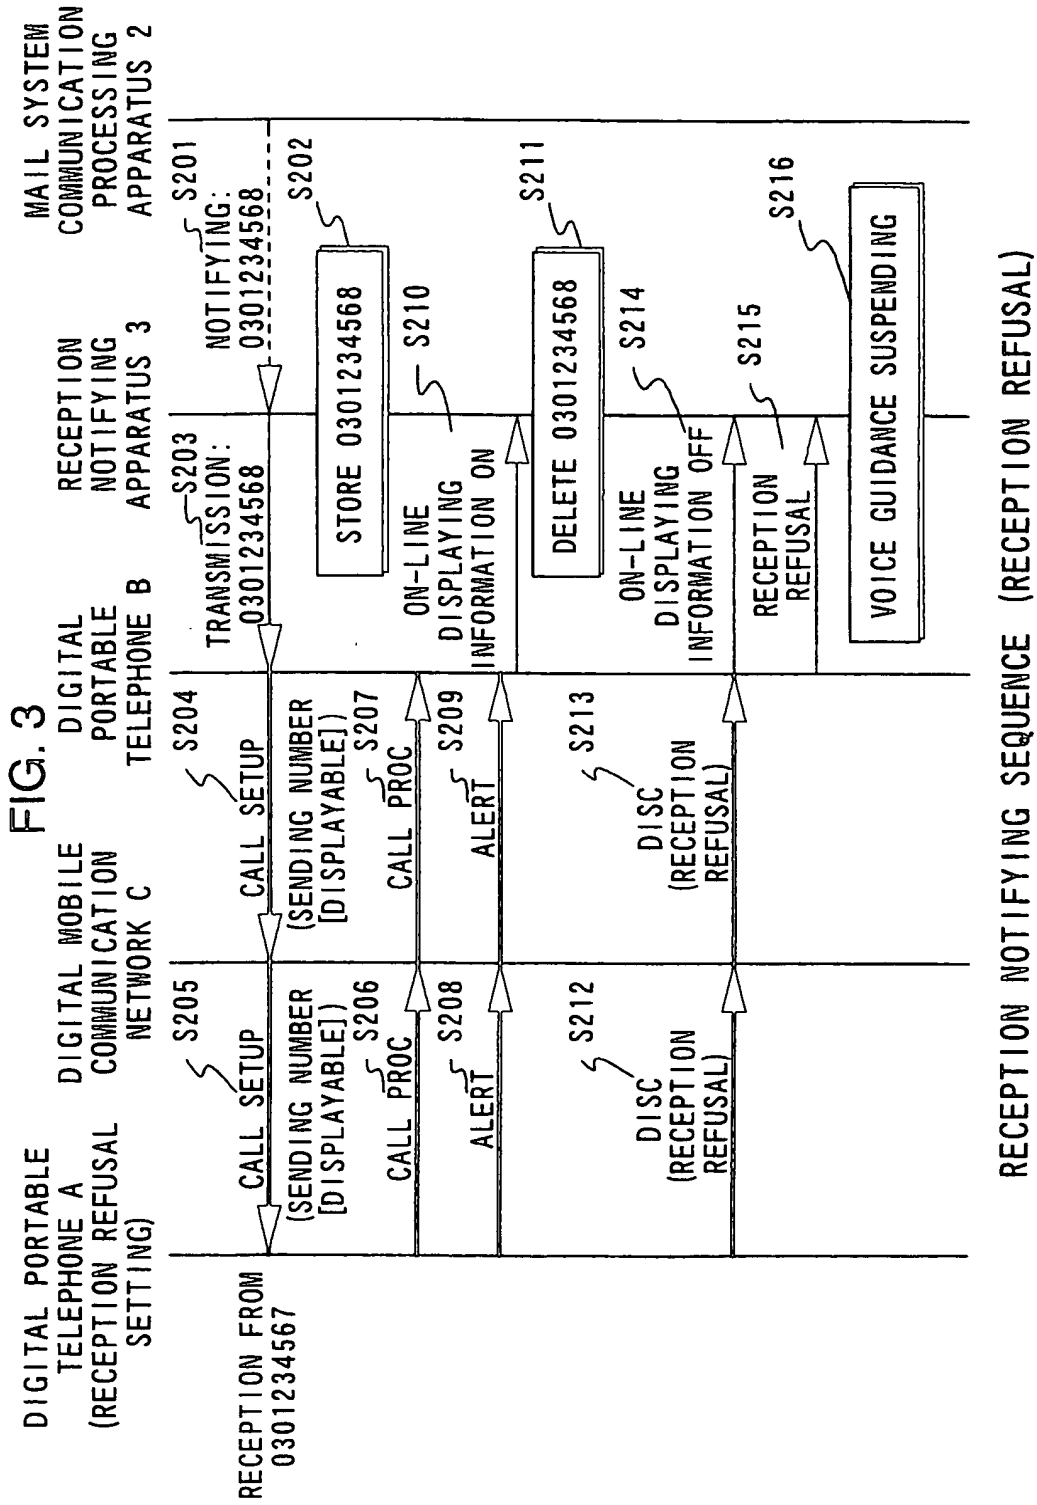 FIG. 3
DIGITAL PORTABLE
TELEPHONE A
(RECEPTION REFUSAL
SETTING)
DIGITAL MOBILE
COMMUNICATION
NETWORK C
DIGITAL
PORTABLE
TELEPHONE B
RECEPTION
NOTIFYING
APPARATUS 3
MAIL SYSTEM
COMMUNICATION
PROCESSING
APPARATUS 2
S201
NOTIFYING:
0301234568
S202
STORE 0301234568
S203
TRANSMISSION:
0301234568
S204
CALL SETUP
(SENDING NUMBER
[DISPLAYABLE])
S205
CALL SETUP
(SENDING NUMBER
[DISPLAYABLE])
RECEPTION FROM
0301234567
S206
CALL PROC
S207
CALL PROC
S208
ALERT
S209
ALERT
S210
ON-LINE
DISPLAYING
INFORMATION ON
S211
DELETE 0301234568
S212
DISC
(RECEPTION
REFUSAL)
S213
DISC
(RECEPTION
REFUSAL)
S214
ON-LINE
DISPLAYING
INFORMATION OFF
S215
RECEPTION
REFUSAL
S216
VOICE GUIDANCE SUSPENDING
RECEPTION NOTIFYING SEQUENCE (RECEPTION REFUSAL)